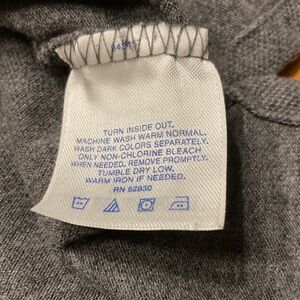 TURN INSIDE OUT.
MACHINE WASH WARM NORMAL.
WASH DARK COLORS SEPARATELY.
ONLY NON-CHLORINE BLEACH
WHEN NEEDED. REMOVE PROMPTLY.
TUMBLE DRY LOW.
WARM IRON IF NEEDED.
RN 62830